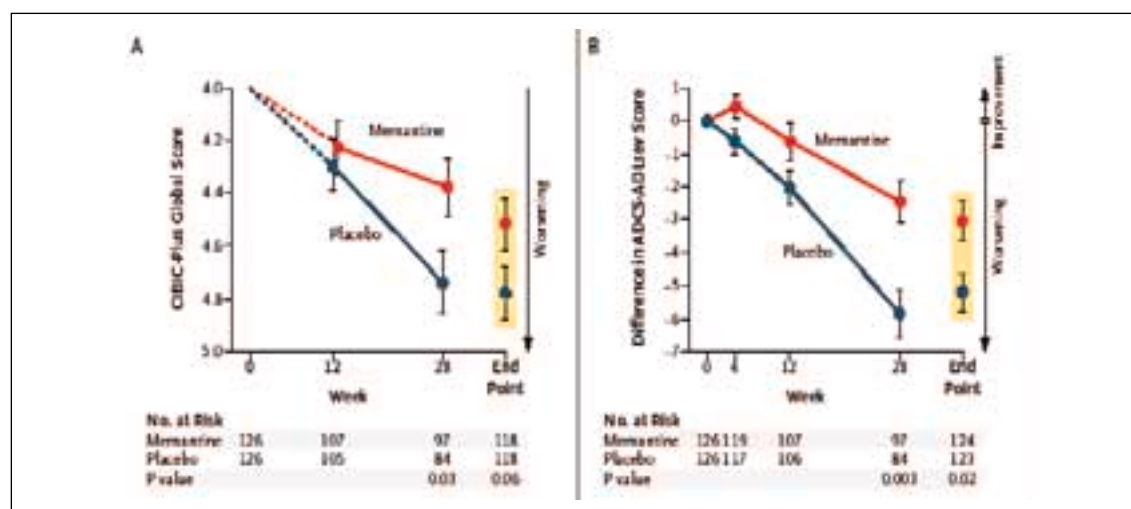 A
CIBIC-Plus Global Score
4.0
4.2
4.4
4.6
4.8
5.0
Memantine
Placebo
Worsening
0 12 28 End Point
Week
No. at Risk
Memantine 126 107 97 118
Placebo 126 105 84 118
P value 0.03 0.06
B
Difference in ADCS-ADLsev Score
1
0
-1
-2
-3
-4
-5
-6
-7
Memantine
Placebo
Improvement
Worsening
0 4 12 28 End Point
Week
No. at Risk
Memantine 126 119 107 97 124
Placebo 126 117 106 84 123
P value 0.003 0.02